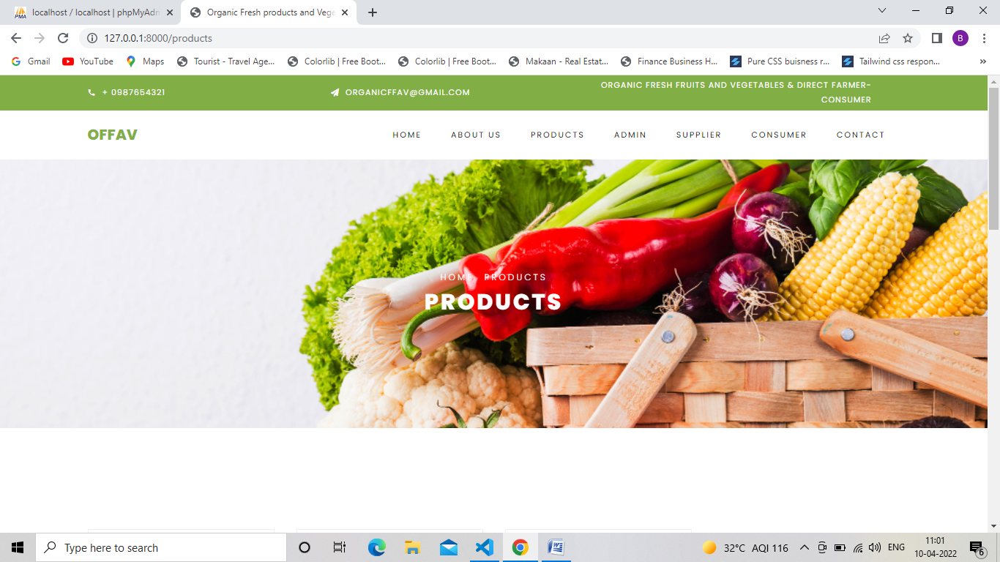 localhost / localhost | phpMyAdm
Organic Fresh products and Vege
127.0.0.1:8000/products
B
Gmail
YouTube
Maps
Tourist - Travel Age...
Colorlib | Free Boot...
Colorlib | Free Boot...
Makaan - Real Estat...
Finance Business H...
Pure CSS buisness r...
Tailwind css respon...
+ 0987654321
ORGANICFFAV@GMAIL.COM
ORGANIC FRESH FRUITS AND VEGETABLES & DIRECT FARMER-
CONSUMER
OFFAV
HOME ABOUT US PRODUCTS ADMIN SUPPLIER CONSUMER CONTACT
HOME PRODUCTS
PRODUCTS
Type here to search
32°C AQI 116
ENG
11:01
10-04-2022
6